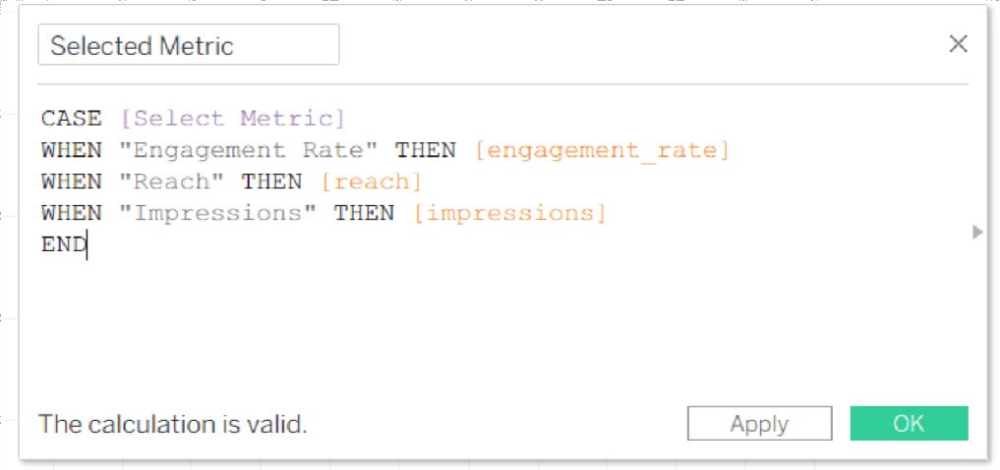 Selected Metric
CASE [Select Metric]
WHEN "Engagement Rate" THEN [engagement_rate]
WHEN "Reach" THEN [reach]
WHEN "Impressions" THEN [impressions]
END
The calculation is valid.
Apply
OK